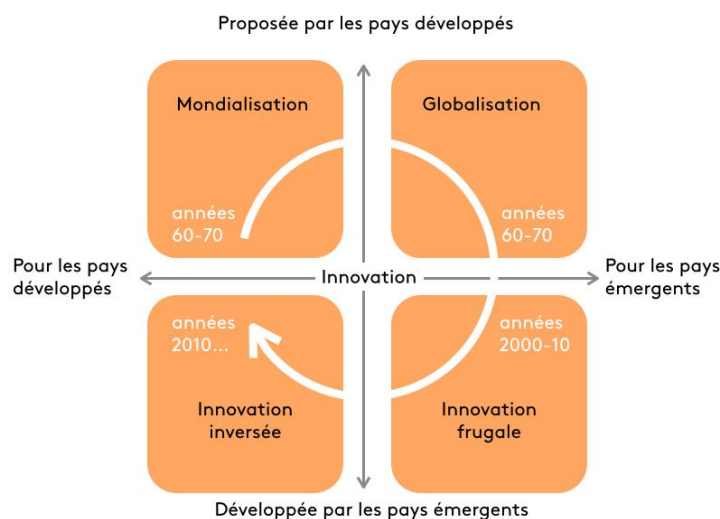 Proposée par les pays développés
Mondialisation
Globalisation
années
60-70
années
60-70
Pour les pays
développés
Innovation
Pour les pays
émergents
années
2010...
années
2000-10
Innovation
inversée
Innovation
frugale
Développée par les pays émergents